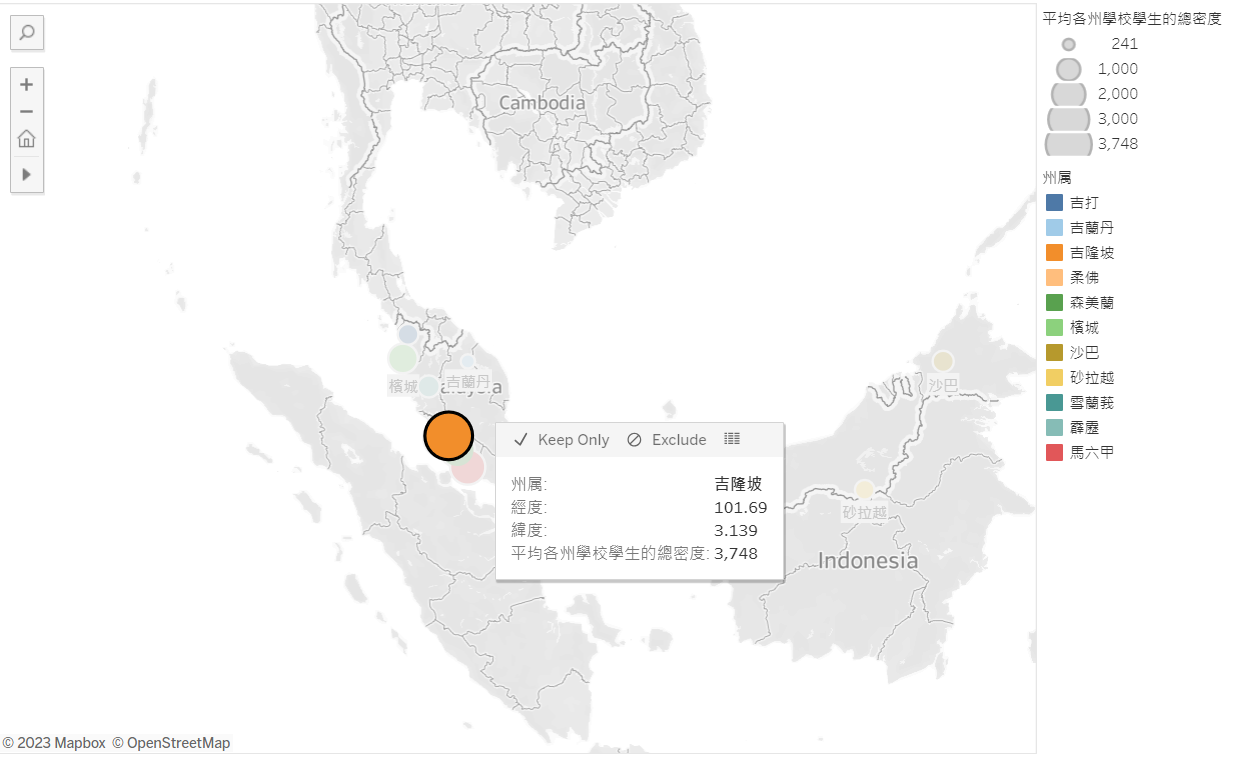 Cambodia
檳城
吉蘭丹
alaysia
沙巴
砂拉越
Indonesia
Keep Only
Exclude
州属: 吉隆坡
經度: 101.69
緯度: 3.139
平均各州學校學生的總密度: 3,748
© 2023 Mapbox © OpenStreetMap
平均各州學校學生的總密度
241
1,000
2,000
3,000
3,748
州属
吉打
吉蘭丹
吉隆坡
柔佛
森美蘭
檳城
沙巴
砂拉越
雪蘭莪
霹靂
馬六甲